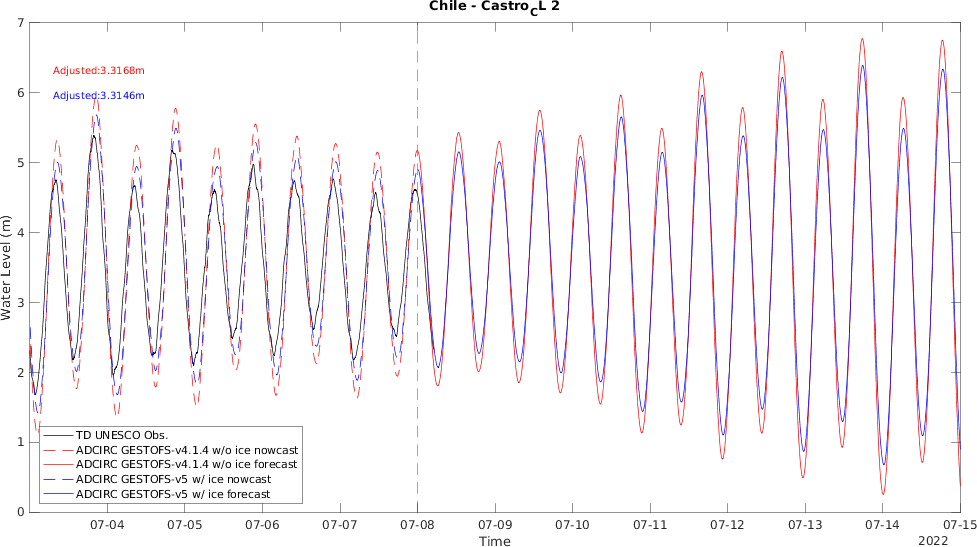 Chile - Castro_CL 2
Adjusted:3.3168m
Adjusted:3.3146m
Water Level (m)
7
6
5
4
3
2
1
0
TD UNESCO Obs.
ADCIRC GESTOFS-v4.1.4 w/o ice nowcast
ADCIRC GESTOFS-v4.1.4 w/o ice forecast
ADCIRC GESTOFS-v5 w/ ice nowcast
ADCIRC GESTOFS-v5 w/ ice forecast
07-04 07-05 07-06 07-07 07-08 07-09 07-10 07-11 07-12 07-13 07-14 07-15
Time
2022